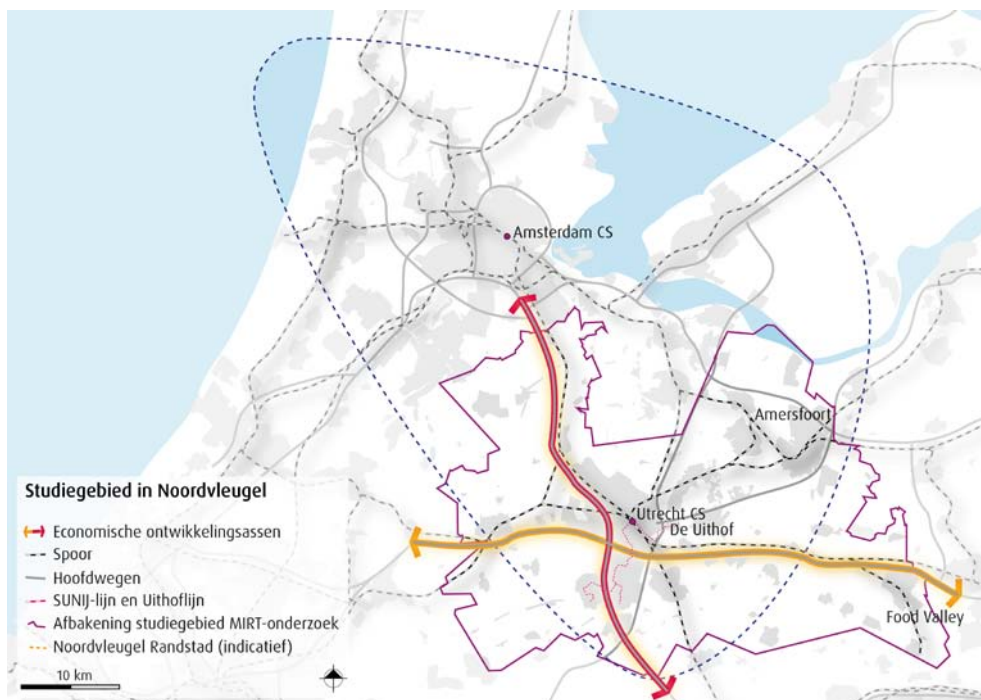 Amsterdam CS
Amersfoort
Utrecht CS
De Uithof
Food Valley
Studiegebied in Noordvleugel
Economische ontwikkelingsassen
Spoor
Hoofdwegen
SUNIJ-lijn en Uithoflijn
Afbakening studiegebied MIRT-onderzoek
Noordvleugel Randstad (indicatief)
10 km